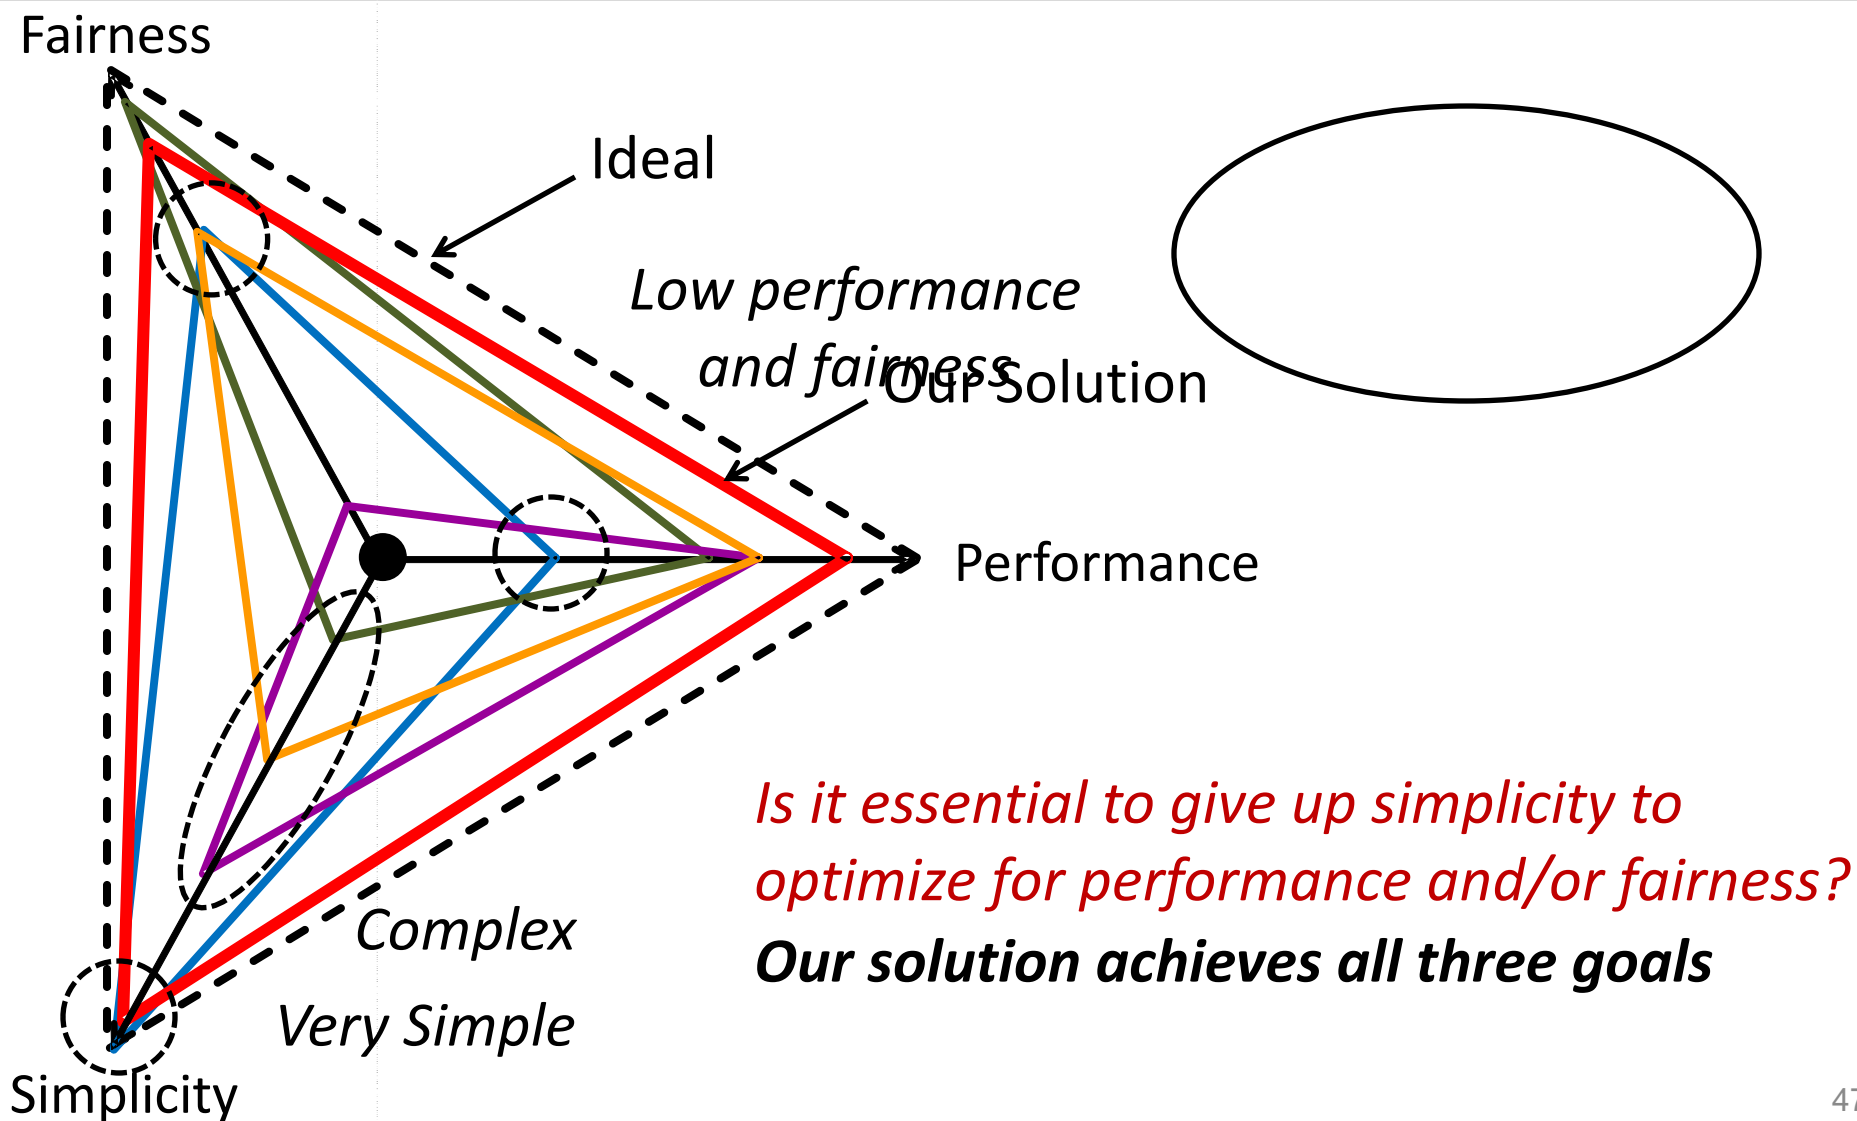 Fairness
Ideal
Low performance
and fairness
Our Solution
Performance
Is it essential to give up simplicity to
optimize for performance and/or fairness?
Complex
Our solution achieves all three goals
Very Simple
Simplicity
47